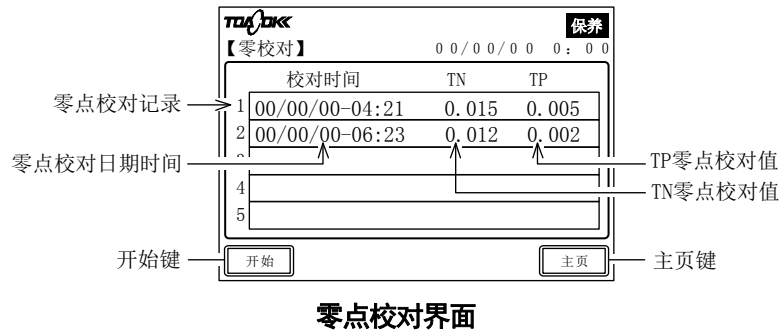 TOADKK 保养
【零校对】 00/00/00 0:00
校对时间 TN TP
零点校对记录 1 00/00/00-04:21 0.015 0.005
2 00/00/00-06:23 0.012 0.002
零点校对日期时间 3 TP零点校对值
4 TN零点校对值
5
开始键 开始 主页 主页键
零点校对界面